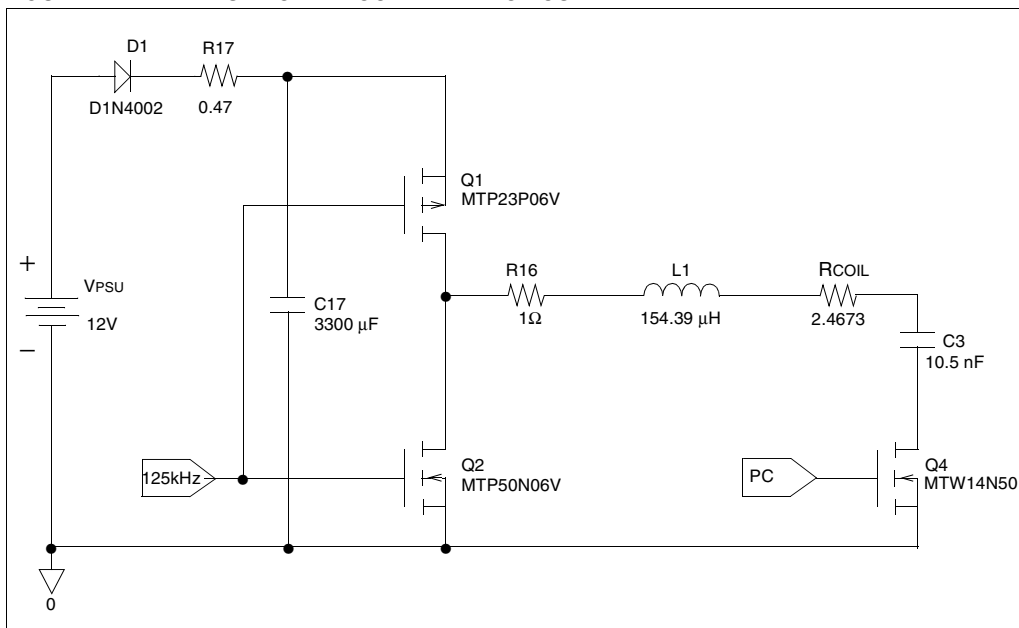 D1
R17
D1N4002
0.47
Q1
MTP23P06V
+
VPSU
12V
−
C17
3300 μF
R16
1Ω
L1
154.39 μH
RCOIL
2.4673
C3
10.5 nF
125kHz
Q2
MTP50N06V
PC
Q4
MTW14N50
0